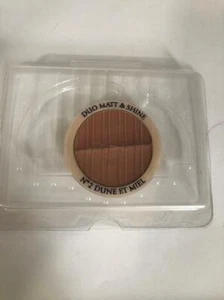 DUO MATT & SHINE
N°2 DUNE ET MIEL